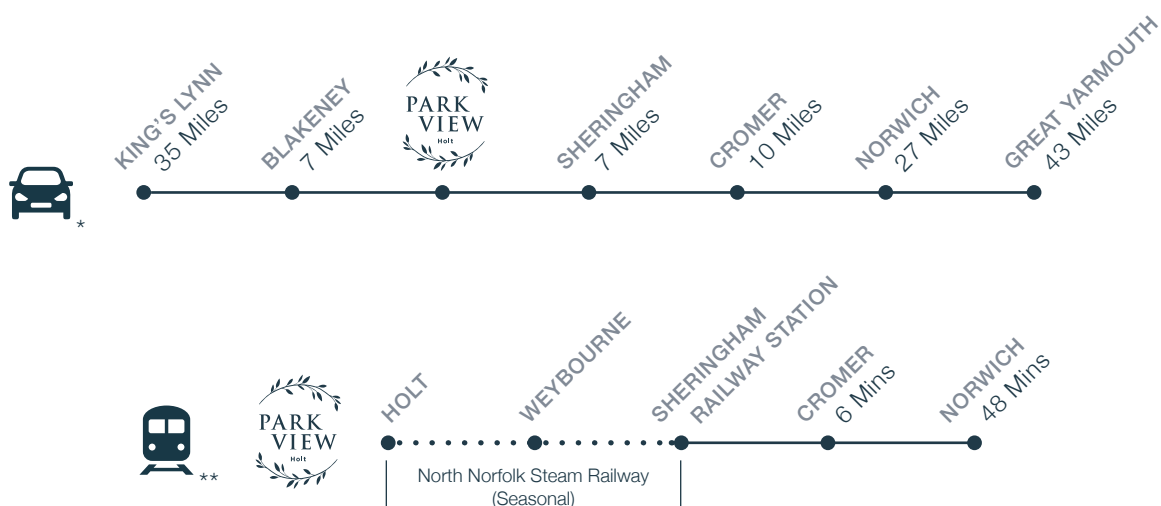 KING'S LYNN
35 Miles
BLAKENEY
7 Miles
PARK
VIEW
Holt
SHERINGHAM
7 Miles
CROMER
10 Miles
NORWICH
27 Miles
GREAT YARMOUTH
43 Miles
*
PARK
VIEW
Holt
HOLT
WEYBOURNE
SHERINGHAM
RAILWAY STATION
CROMER
6 Mins
NORWICH
48 Mins
**
North Norfolk Steam Railway
(Seasonal)